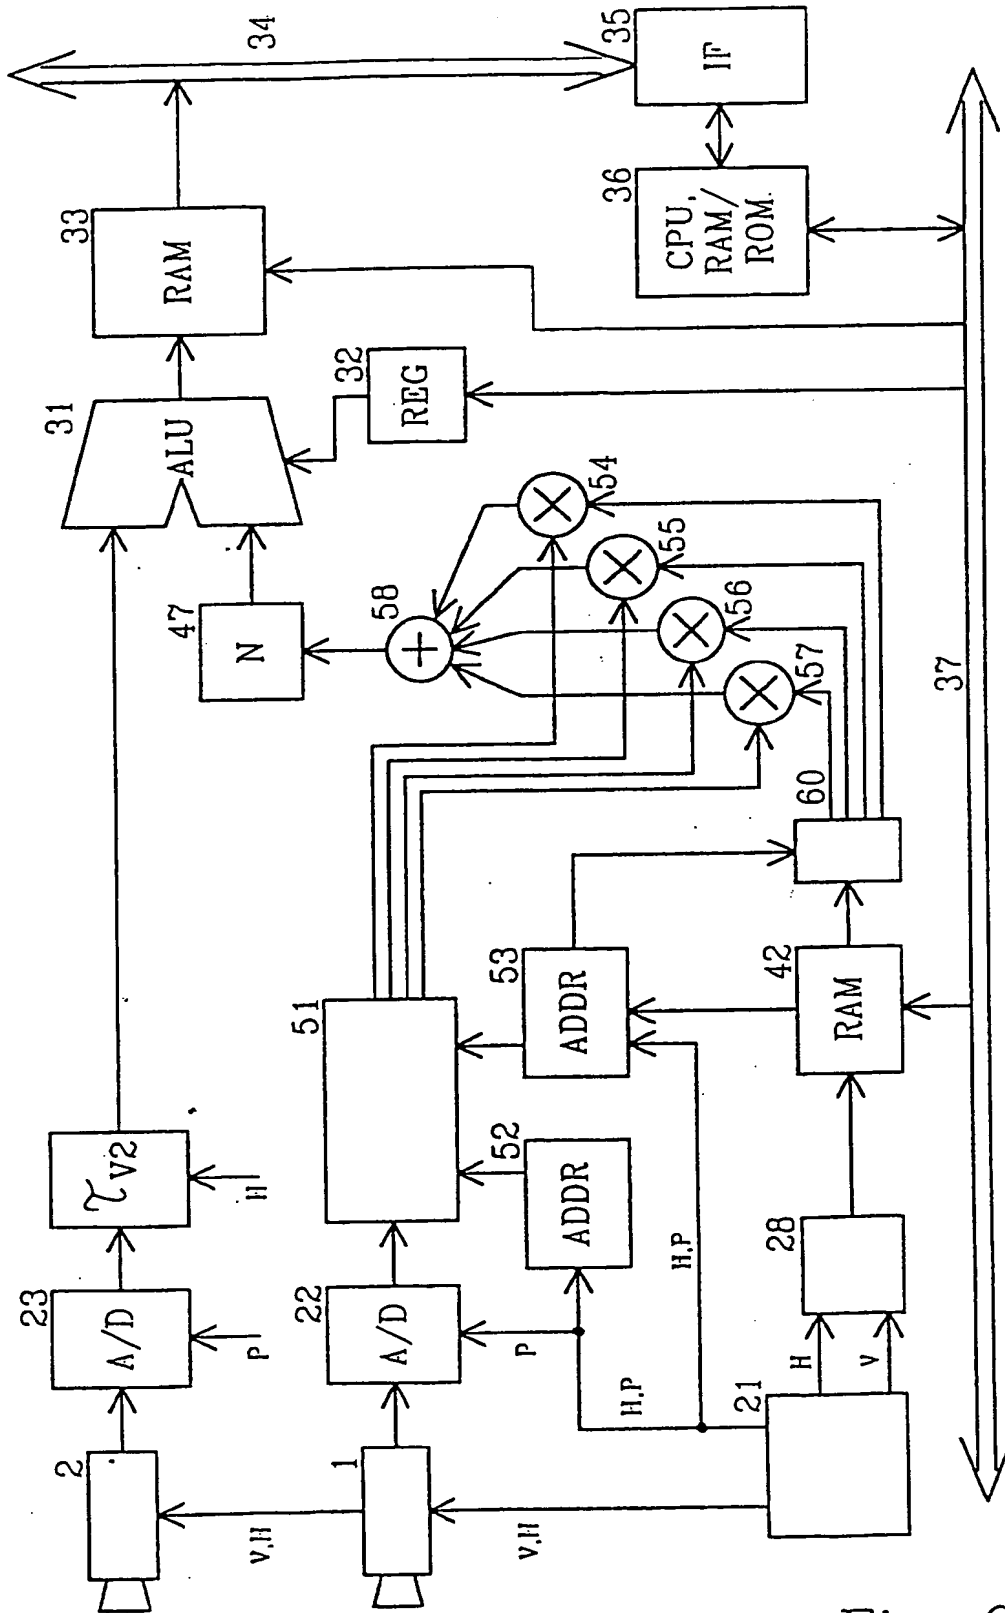 2
23
A/D
P
τV2
H
31
ALU
33
RAM
34
V,H
1
22
A/D
P
51
47
N
58
32
REG
35
IF
36
CPU,
RAM/
ROM.
V,H
H,P
52
ADDR
53
ADDR
H,P
54
55
56
57
21
H
V
28
42
RAM
60
37